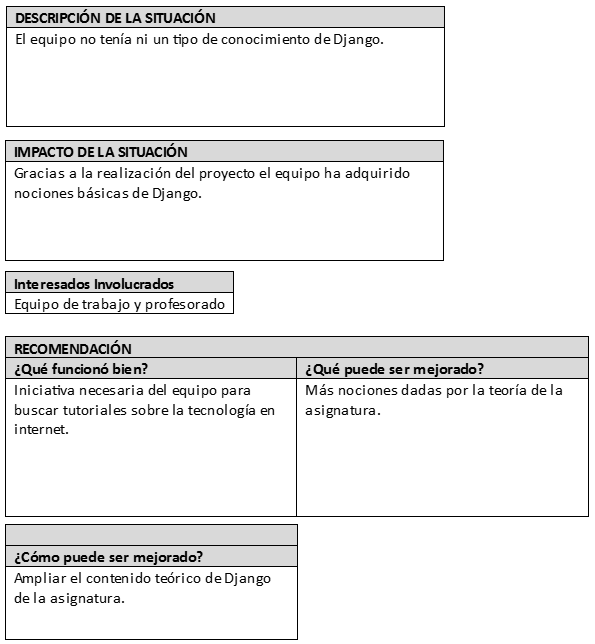 DESCRIPCIÓN DE LA SITUACIÓN
El equipo no tenía ni un tipo de conocimiento de Django.
IMPACTO DE LA SITUACIÓN
Gracias a la realización del proyecto el equipo ha adquirido
nociones básicas de Django.
Interesados Involucrados
Equipo de trabajo y profesorado
RECOMENDACIÓN
¿Qué funcionó bien?
Iniciativa necesaria del equipo para
buscar tutoriales sobre la tecnología en
internet.
¿Qué puede ser mejorado?
Más nociones dadas por la teoría de la
asignatura.
¿Cómo puede ser mejorado?
Ampliar el contenido teórico de Django
de la asignatura.